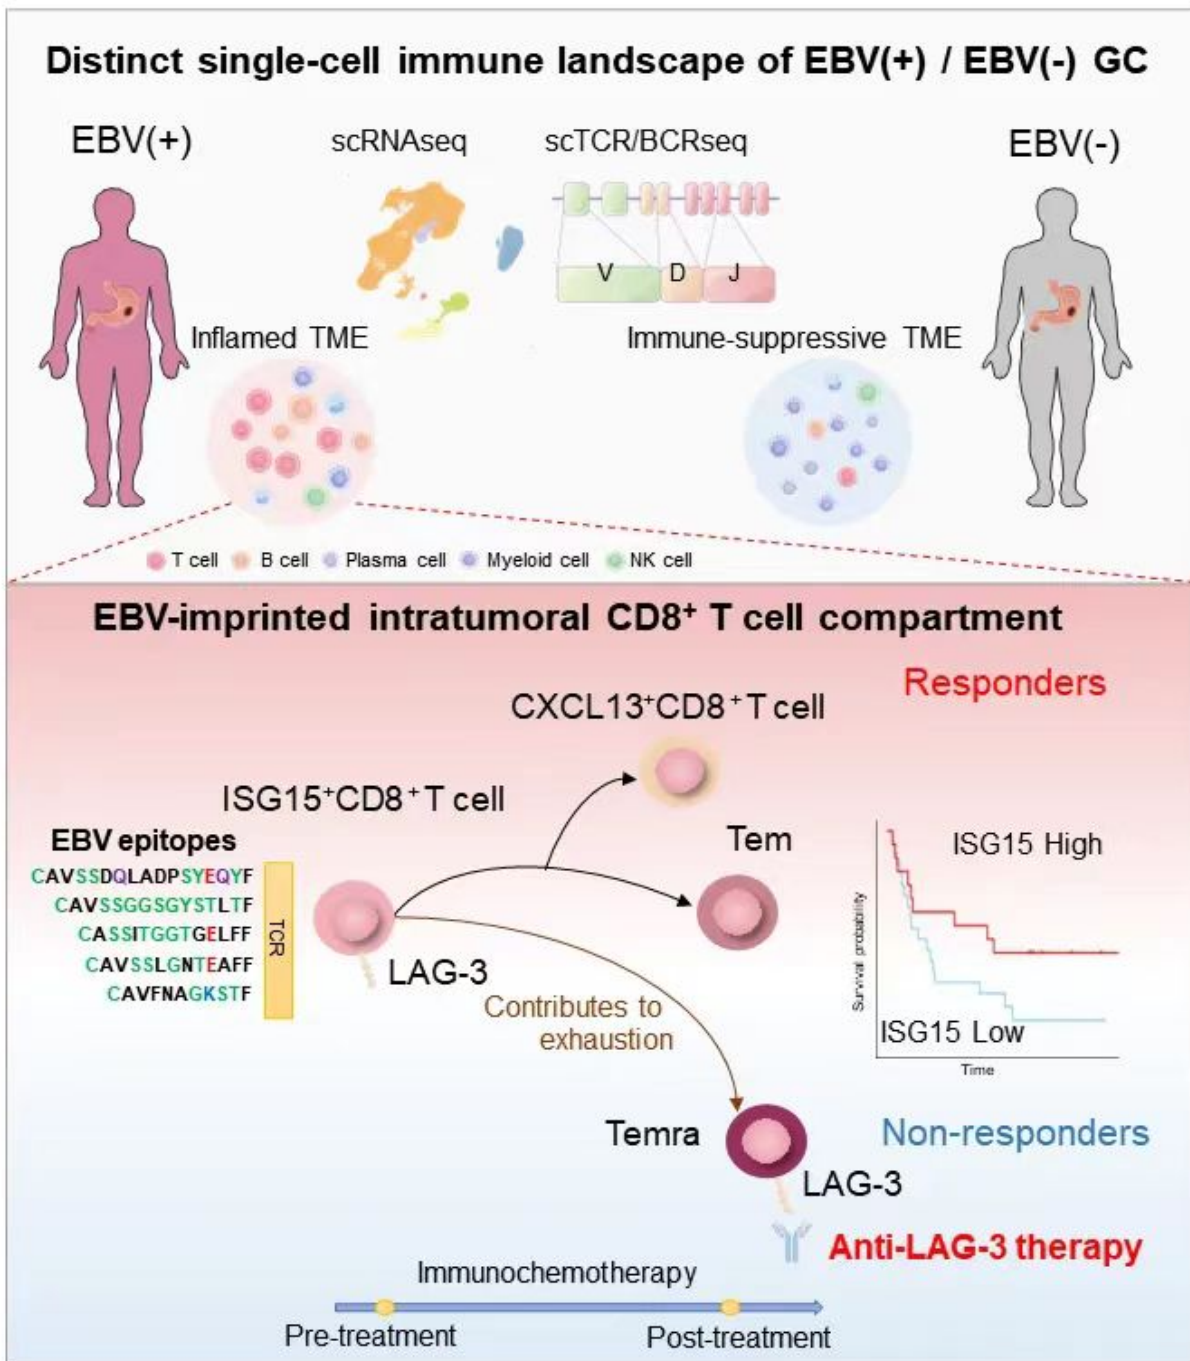 Distinct single-cell immune landscape of EBV(+) / EBV(-) GC
EBV(+)
scRNAseq
scTCR/BCRseq
EBV(-)
V D J
Inflamed TME
Immune-suppressive TME
T cell B cell Plasma cell Myeloid cell NK cell
EBV-imprinted intratumoral CD8⁺ T cell compartment
Responders
CXCL13⁺CD8⁺T cell
ISG15⁺CD8⁺T cell
EBV epitopes
CAVSSDQLADPSYEQYF
CAVSSGGSGYSTLTF
CASSITGGTGELFF
CAVSSLGNTEAFF
CAVFNAGKSTF
TCR
LAG-3
Tem
Contributes to
exhaustion
Survival probability
ISG15 High
ISG15 Low
Time
Temra
Non-responders
LAG-3
Anti-LAG-3 therapy
Immunochemotherapy
Pre-treatment
Post-treatment